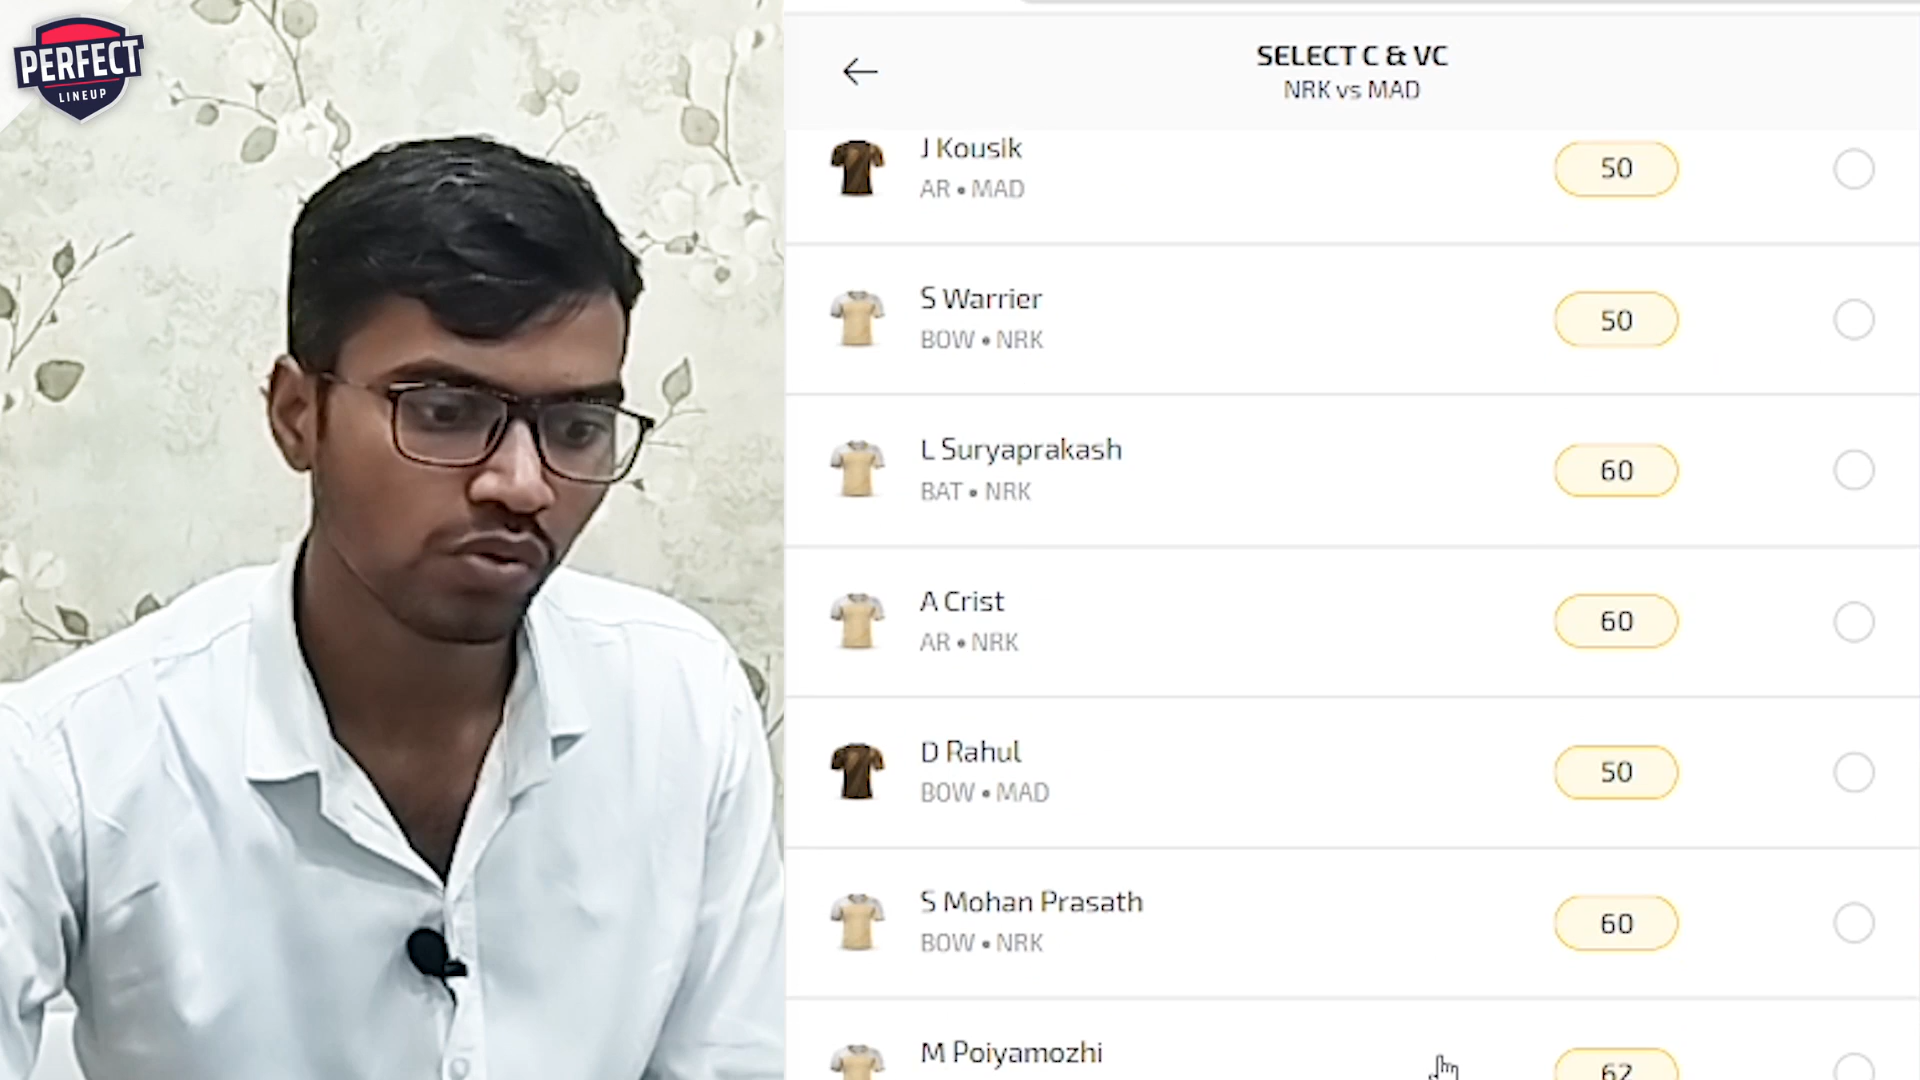 PERFECT
LINEUP
SELECT C & VC
NRK vs MAD
J Kousik
AR • MAD
50
S Warrier
BOW • NRK
50
L Suryaprakash
BAT • NRK
60
A Crist
AR • NRK
60
D Rahul
BOW • MAD
50
S Mohan Prasath
BOW • NRK
60
M Poiyamozhi
62